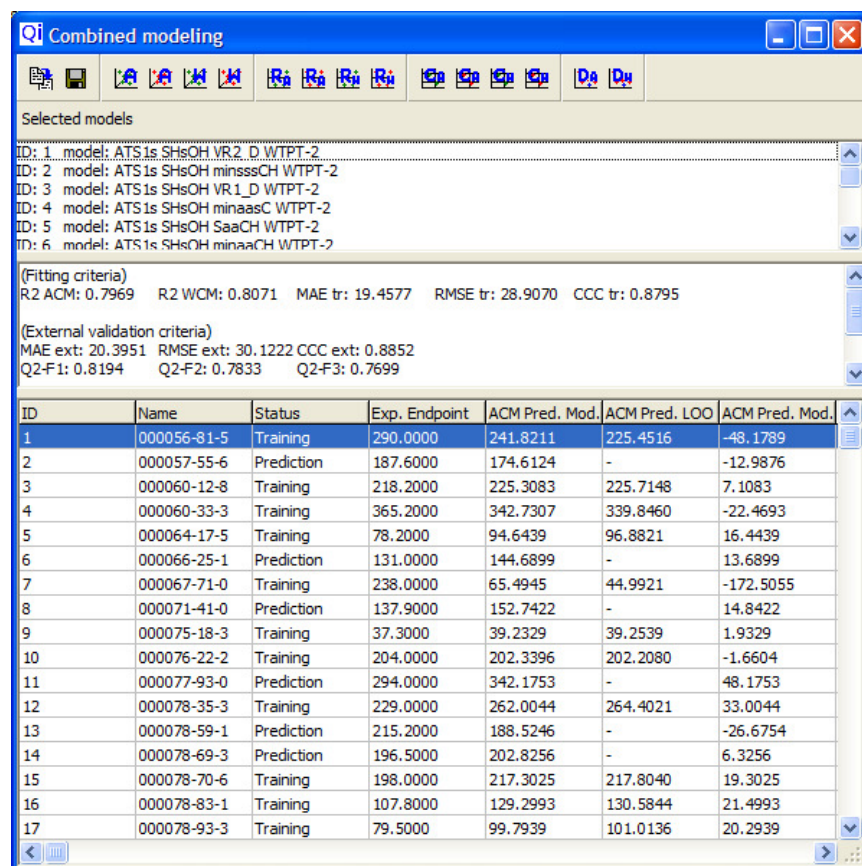 Qi Combined modeling
RA RA RH RH DA DH
Selected models
ID: 1 model: ATS1s SHsOH VR2_D WTPT-2
ID: 2 model: ATS1s SHsOH minsssCH WTPT-2
ID: 3 model: ATS1s SHsOH VR1_D WTPT-2
ID: 4 model: ATS1s SHsOH minaasC WTPT-2
ID: 5 model: ATS1s SHsOH SaaCH WTPT-2
ID: 6 model: ATS1s SHsOH minaaCH WTPT-2
(Fitting criteria)
R2 ACM: 0.7969 R2 WCM: 0.8071 MAE tr: 19.4577 RMSE tr: 28.9070 CCC tr: 0.8795
(External validation criteria)
MAE ext: 20.3951 RMSE ext: 30.1222 CCC ext: 0.8852
Q2-F1: 0.8194 Q2-F2: 0.7833 Q2-F3: 0.7699
ID Name Status Exp. Endpoint ACM Pred. Mod. ACM Pred. LOO ACM Pred. Mod.
1 000056-81-5 Training 290.0000 241.8211 225.4516 -48.1789
2 000057-55-6 Prediction 187.6000 174.6124 - -12.9876
3 000060-12-8 Training 218.2000 225.3083 225.7148 7.1083
4 000060-33-3 Training 365.2000 342.7307 339.8460 -22.4693
5 000064-17-5 Training 78.2000 94.6439 96.8821 16.4439
6 000066-25-1 Prediction 131.0000 144.6899 - 13.6899
7 000067-71-0 Training 238.0000 65.4945 44.9921 -172.5055
8 000071-41-0 Prediction 137.9000 152.7422 - 14.8422
9 000075-18-3 Training 37.3000 39.2329 39.2539 1.9329
10 000076-22-2 Training 204.0000 202.3396 202.2080 -1.6604
11 000077-93-0 Prediction 294.0000 342.1753 - 48.1753
12 000078-35-3 Training 229.0000 262.0044 264.4021 33.0044
13 000078-59-1 Prediction 215.2000 188.5246 - -26.6754
14 000078-69-3 Prediction 196.5000 202.8256 - 6.3256
15 000078-70-6 Training 198.0000 217.3025 217.8040 19.3025
16 000078-83-1 Training 107.8000 129.2993 130.5844 21.4993
17 000078-93-3 Training 79.5000 99.7939 101.0136 20.2939